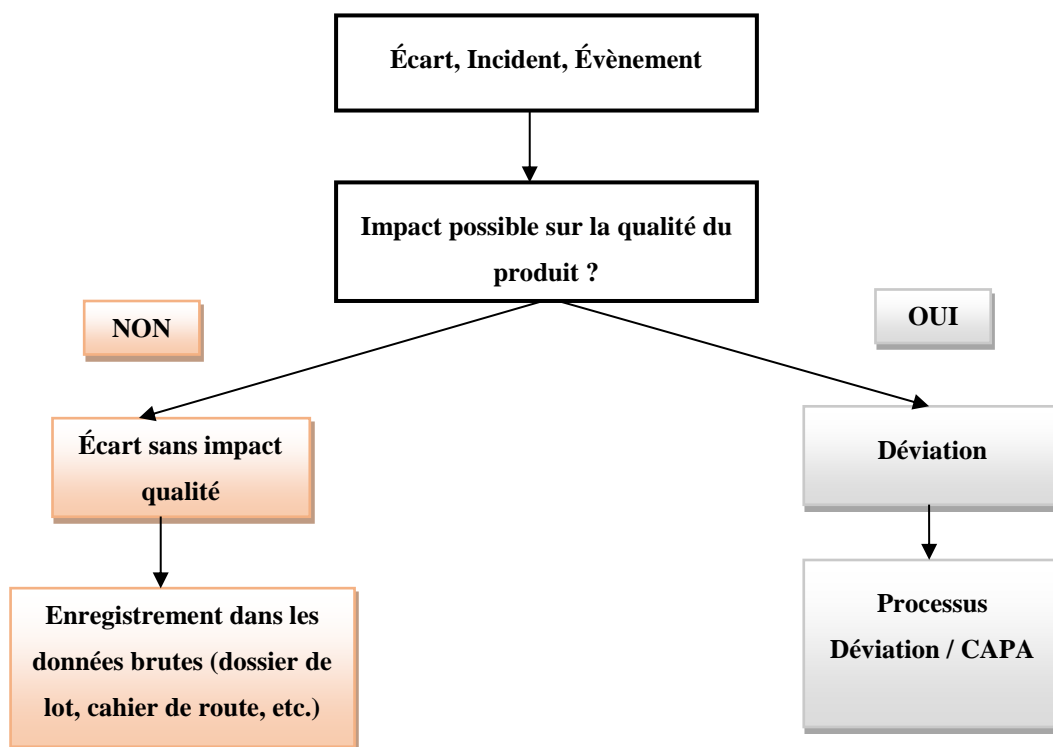 Écart, Incident, Évènement
Impact possible sur la qualité du
produit ?
NON
OUI
Écart sans impact
qualité
Déviation
Enregistrement dans les
données brutes (dossier de
lot, cahier de route, etc.)
Processus
Déviation / CAPA